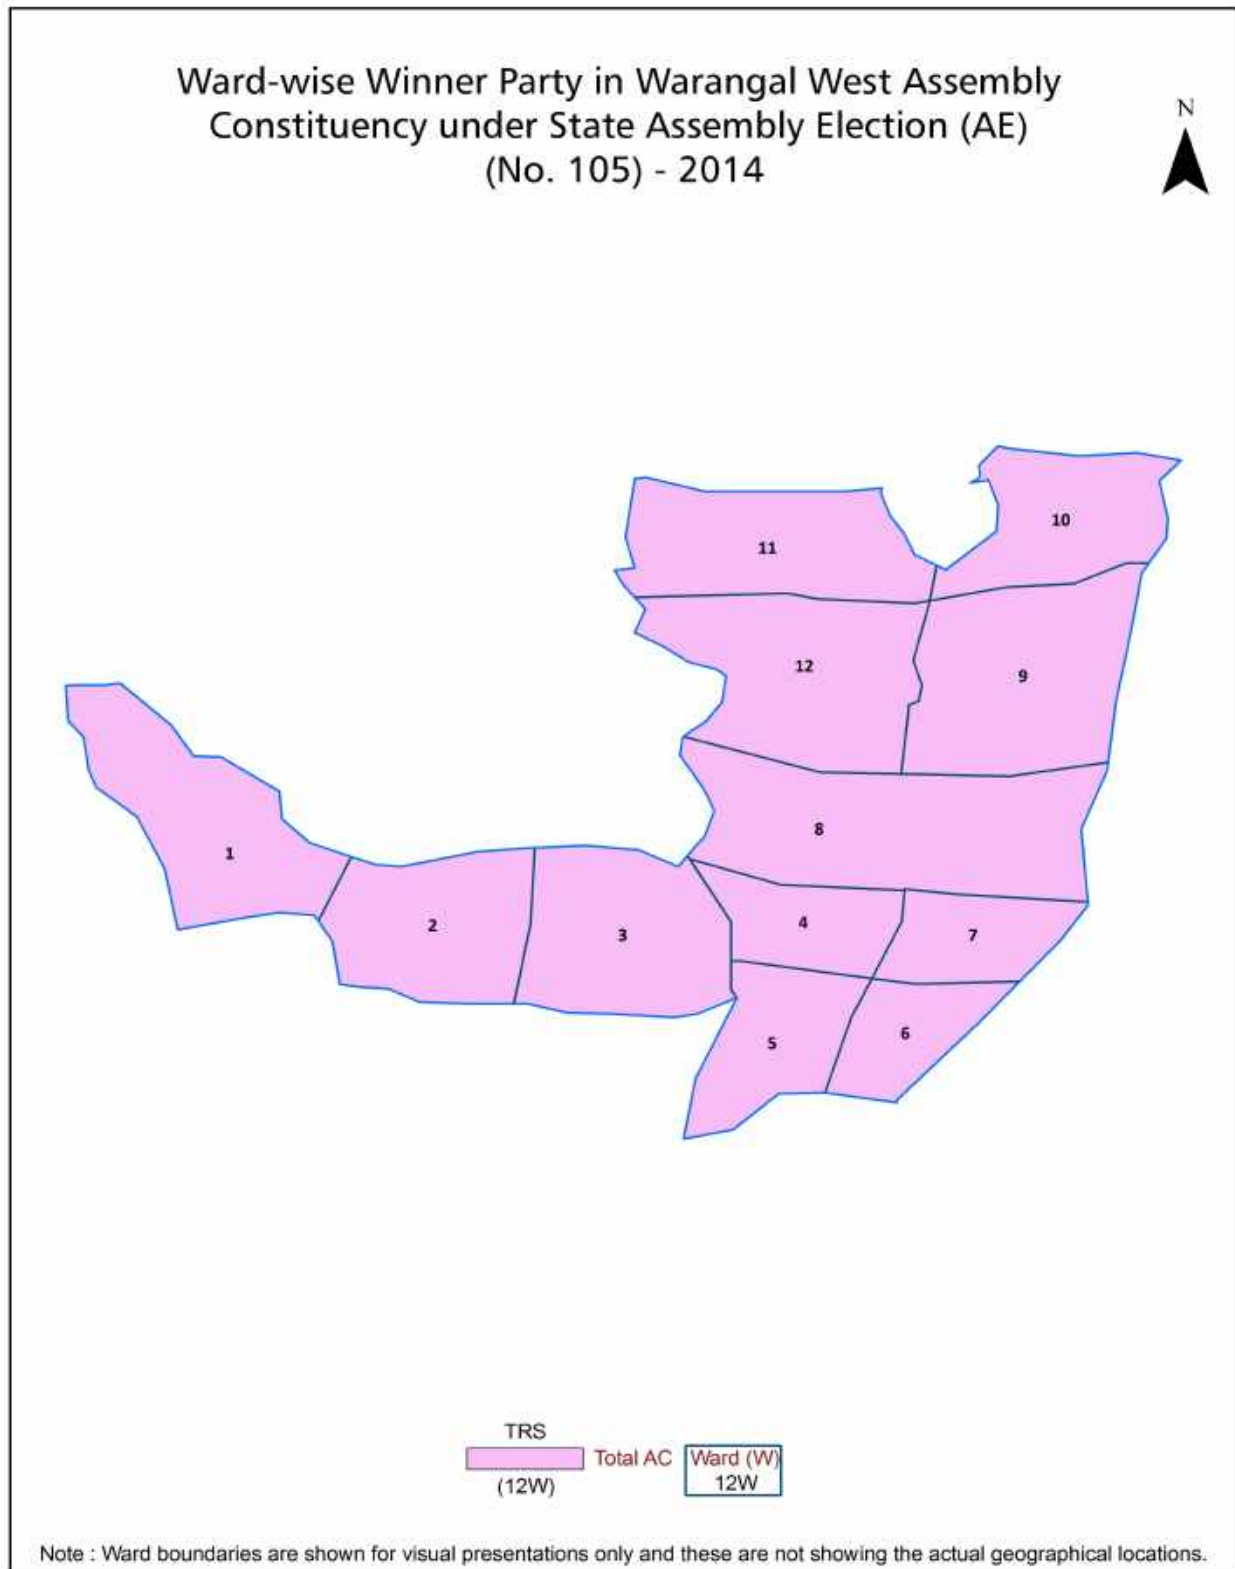 Ward-wise Winner Party in Warangal West Assembly
Constituency under State Assembly Election (AE)
(No. 105) - 2014
N
10
11
12
9
8
1
2
3
4
7
5
6
TRS
Total AC
Ward (W)
(12W)
12W
Note : Ward boundaries are shown for visual presentations only and these are not showing the actual geographical locations.